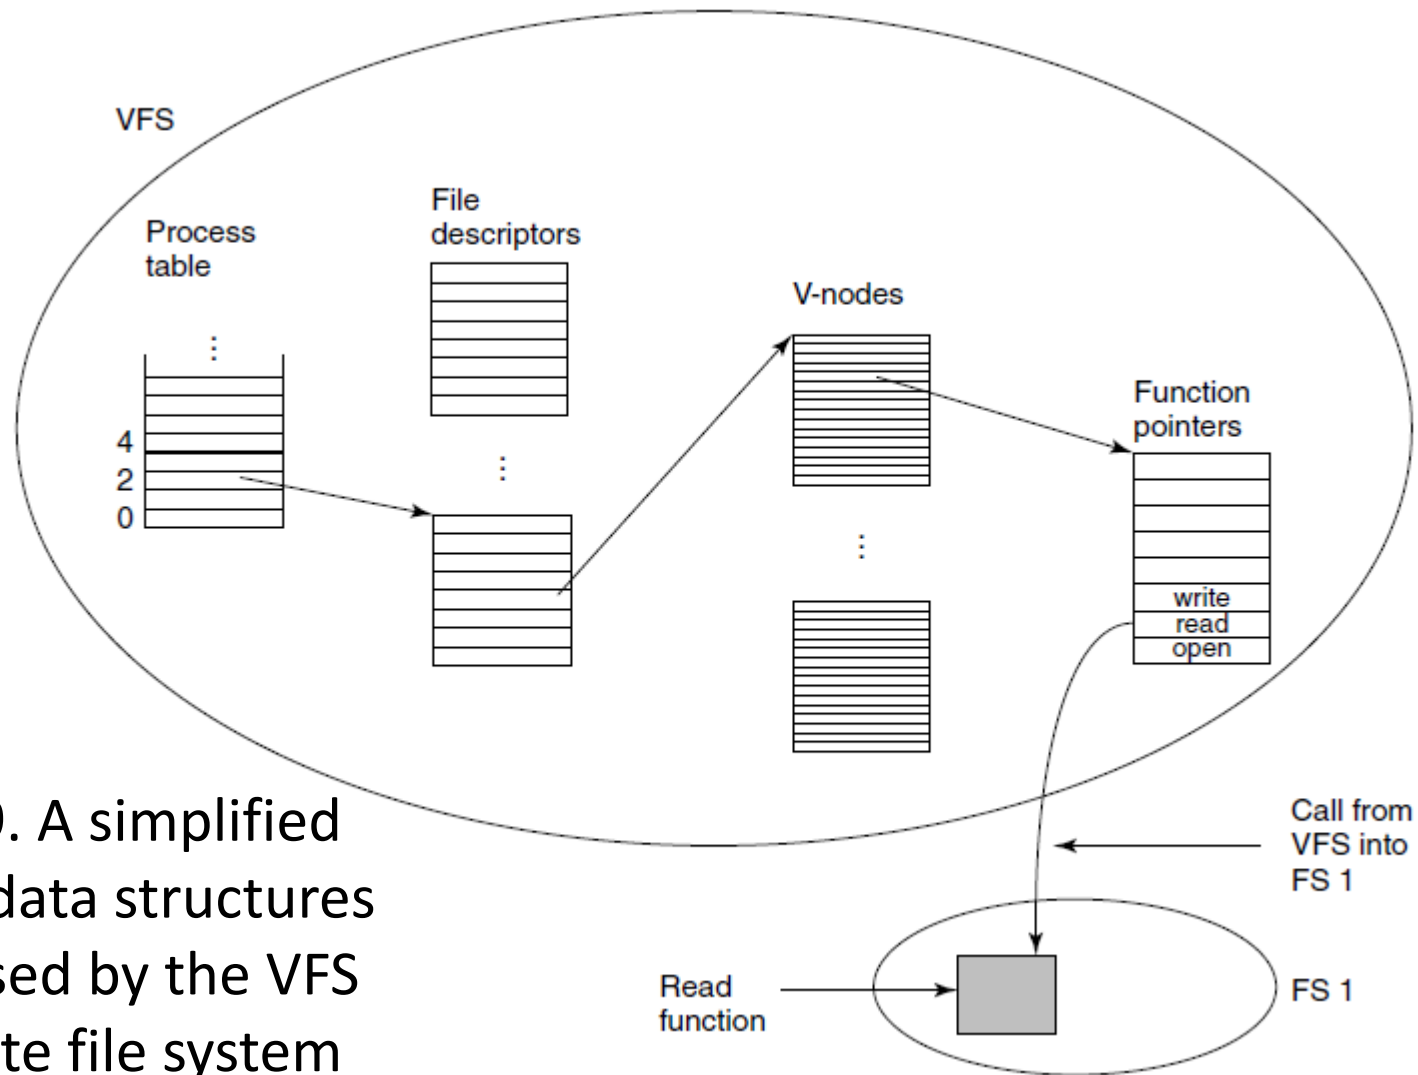 VFS
File
descriptors
Process
table
V-nodes
Function
pointers
4
2
0
write
read
open
. A simplified
data structures
sed by the VFS
te file system
Call from
VFS into
FS 1
Read
function
FS 1